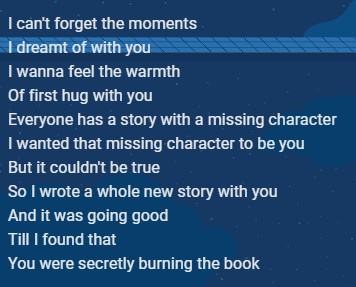 I can't forget the moments
I dreamt of with you
I wanna feel the warmth
Of first hug with you
Everyone has a story with a missing character
I wanted that missing character to be you
But it couldn't be true
So I wrote a whole new story with you
And it was going good
Till I found that
You were secretly burning the book